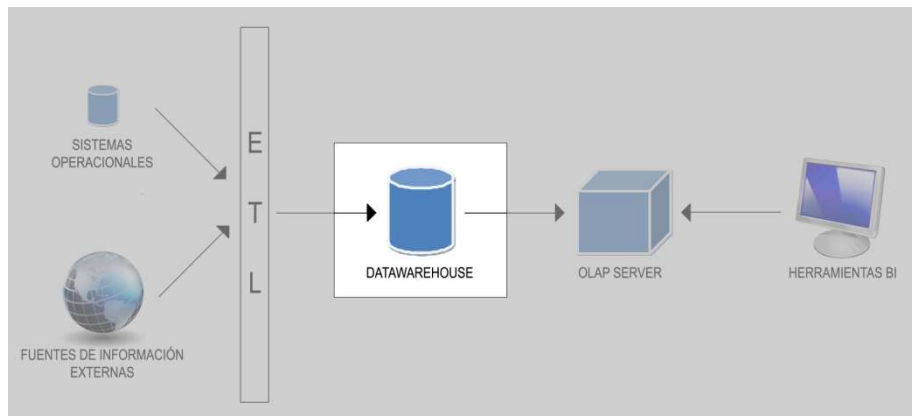 SISTEMAS
OPERACIONALES
FUENTES DE INFORMACIÓN
EXTERNAS
E
T
L
DATAWAREHOUSE
OLAP SERVER
HERRAMIENTAS BI